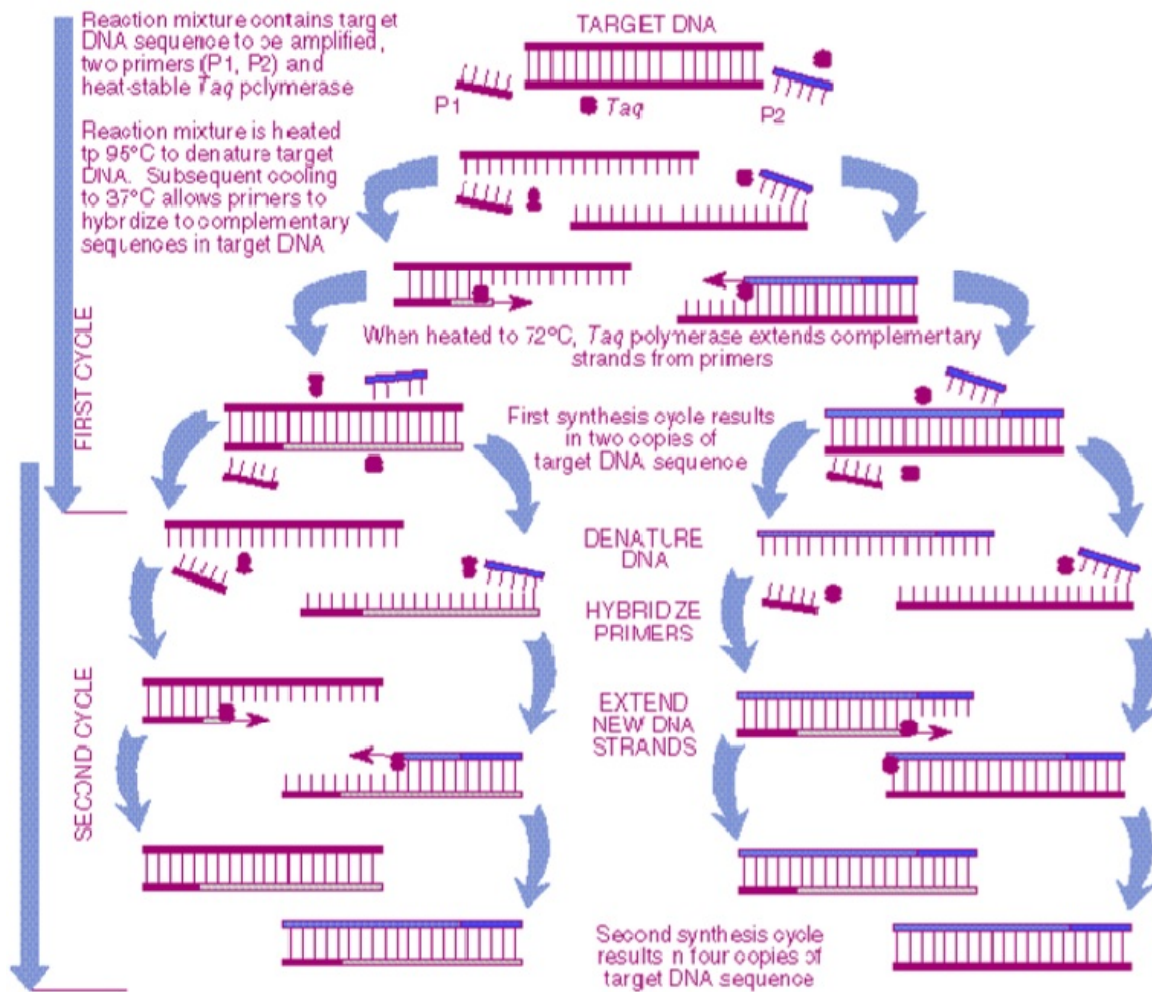 Reaction mixture contains target
DNA sequence to be amplified,
two primers (P1, P2) and
heat-stable Taq polymerase
TARGET DNA
P1
Taq
P2
Reaction mixture is heated
tp 95°C to denature target
DNA. Subsequent cooling
to 37°C allows primers to
hybridize to complementary
sequences in target DNA
When heated to 72°C, Taq polymerase extends complementary
strands from primers
FIRST CYCLE
First synthesis cycle results
in two copies of
target DNA sequence
DENATURE
DNA
HYBRIDZE
PRIMERS
SECOND CYCLE
EXTEND
NEW DNA
STRANDS
Second synthesis cycle
results n four copies of
target DNA sequence